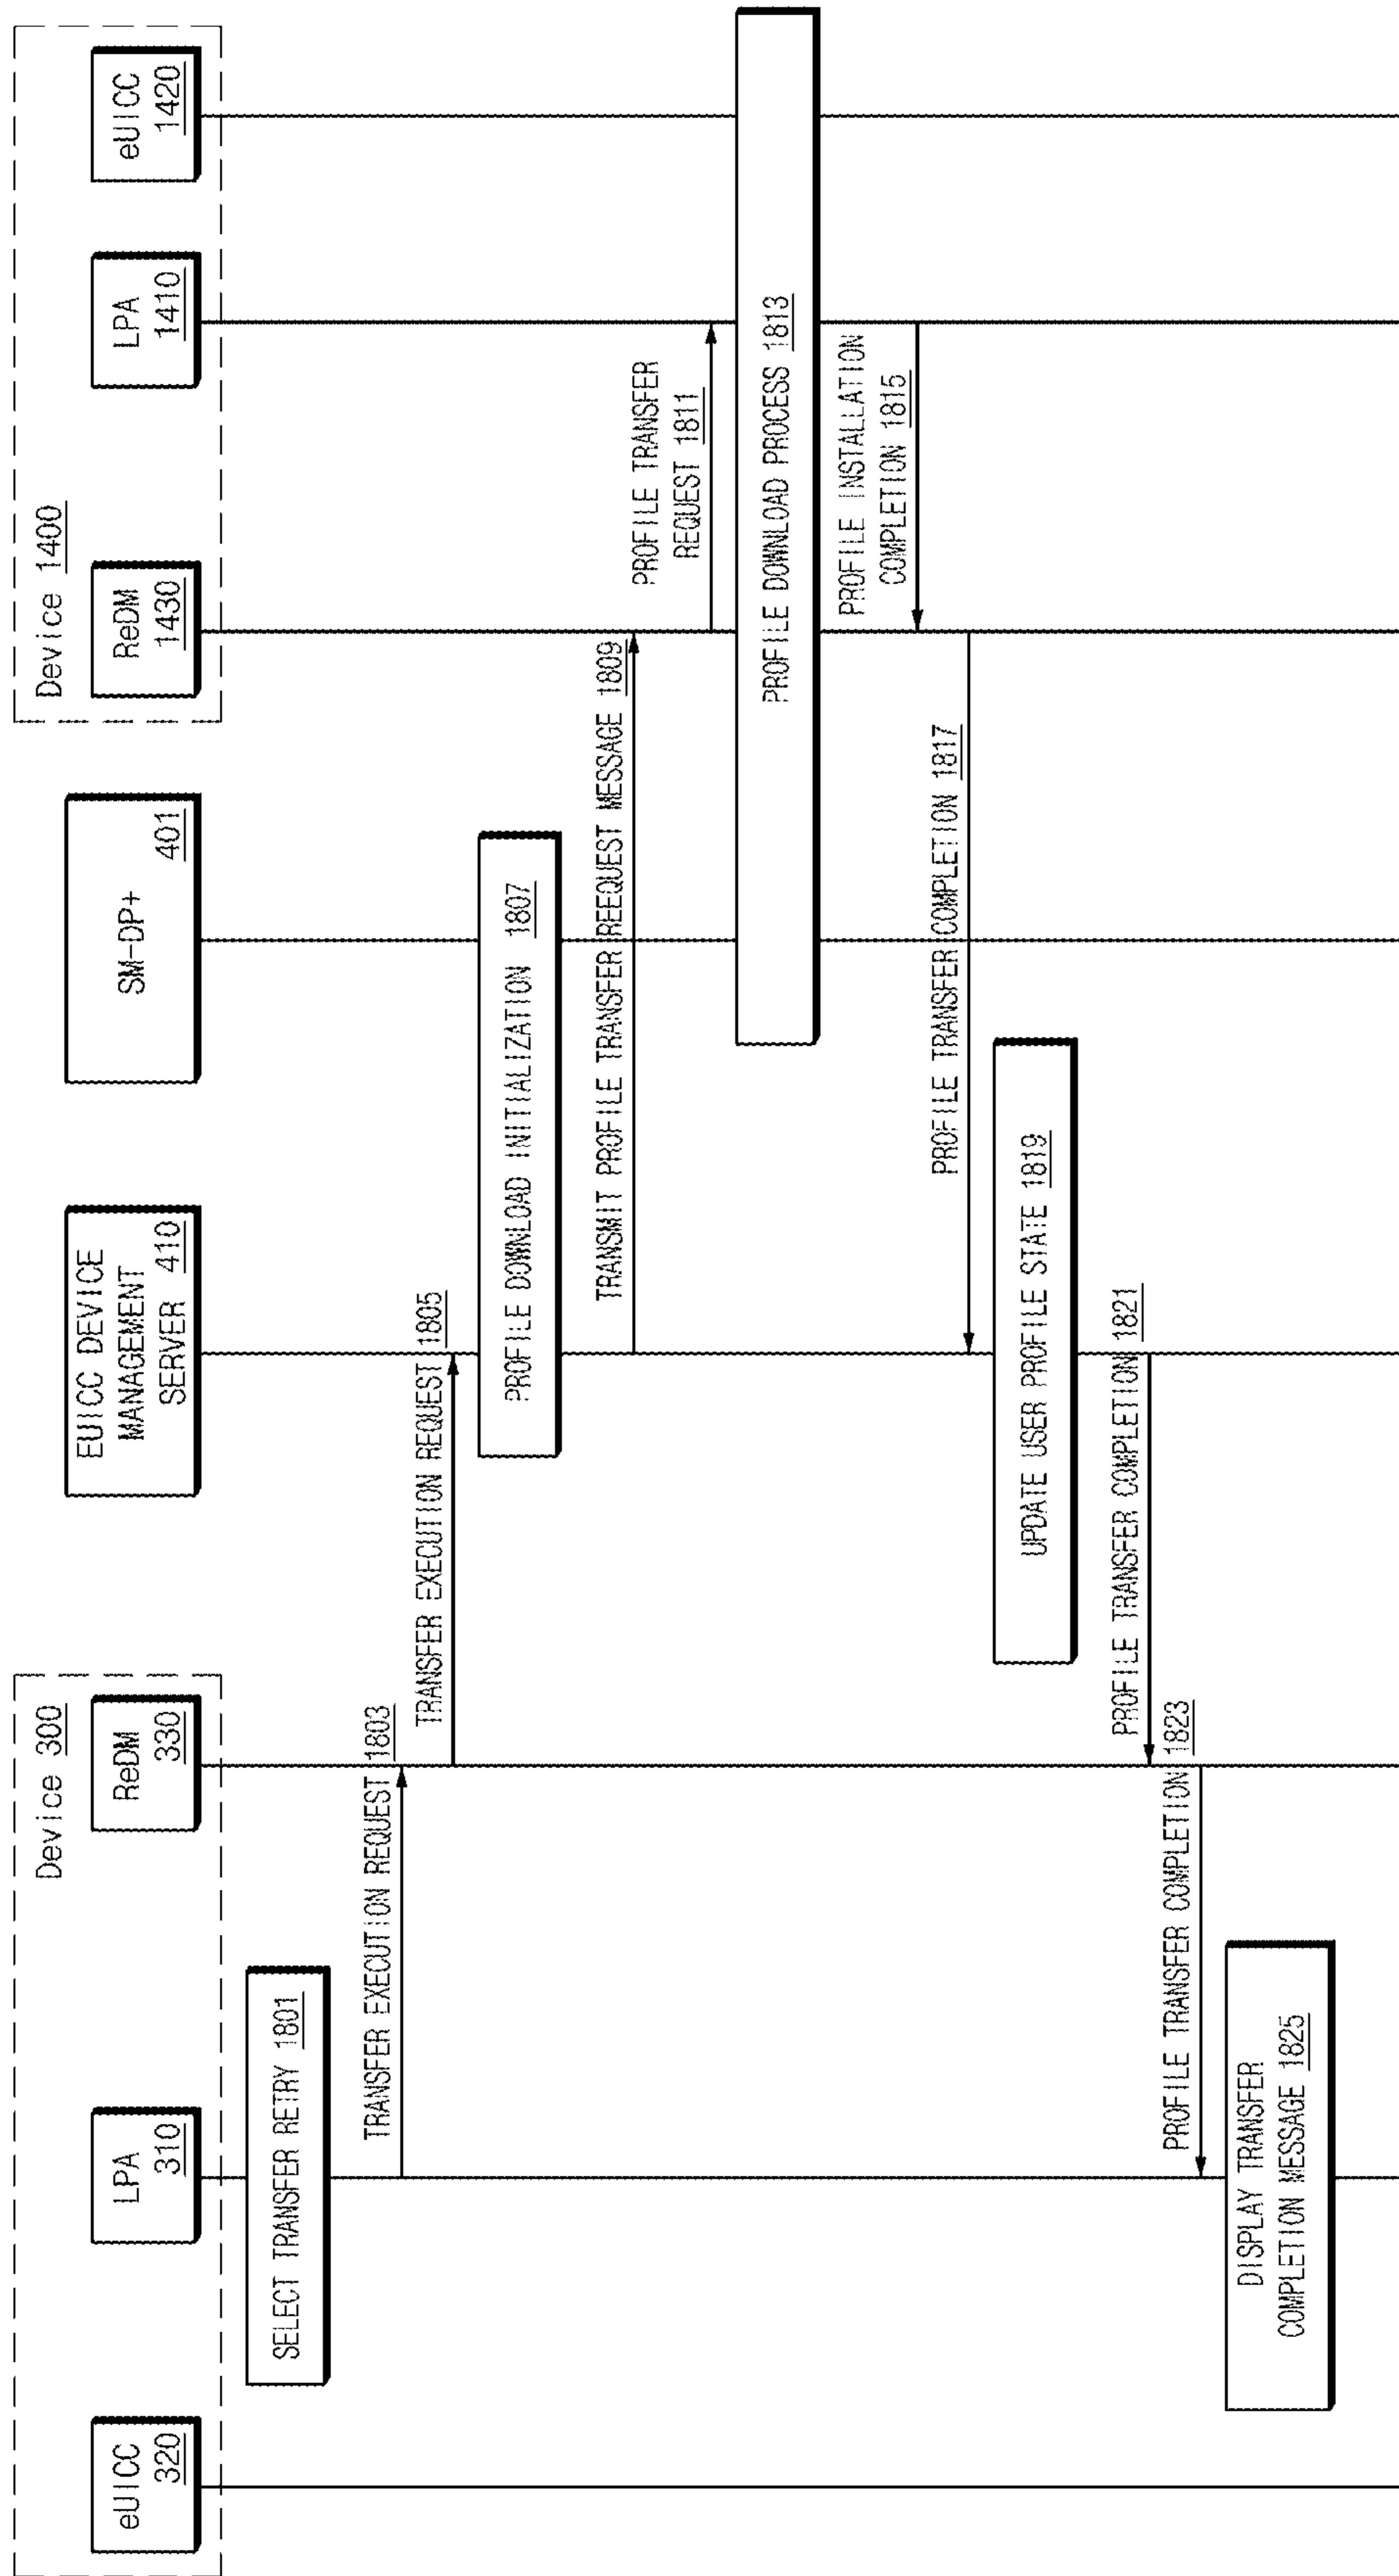 Device 300
Device 1400
eUICC
320
LPA
310
ReDM
330
EUICC DEVICE
MANAGEMENT
SERVER 410
SM-DP+
401
ReDM
1430
LPA
1410
eUICC
1420
SELECT TRANSFER RETRY 1801
TRANSFER EXECUTION REQUEST 1803
TRANSFER EXECUTION REQUEST 1805
PROFILE DOWNLOAD INITIALIZATION 1807
TRANSMIT PROFILE TRANSFER REEQUEST MESSAGE 1809
PROFILE TRANSFER
REQUEST 1811
PROFILE DOWNLOAD PROCESS 1813
PROFILE INSTALLATION
COMPLETION 1815
PROFILE TRANSFER COMPLETION 1817
UPDATE USER PROFILE STATE 1819
PROFILE TRANSFER COMPLETION 1821
PROFILE TRANSFER COMPLETION 1823
DISPLAY TRANSFER
COMPLETION MESSAGE 1825